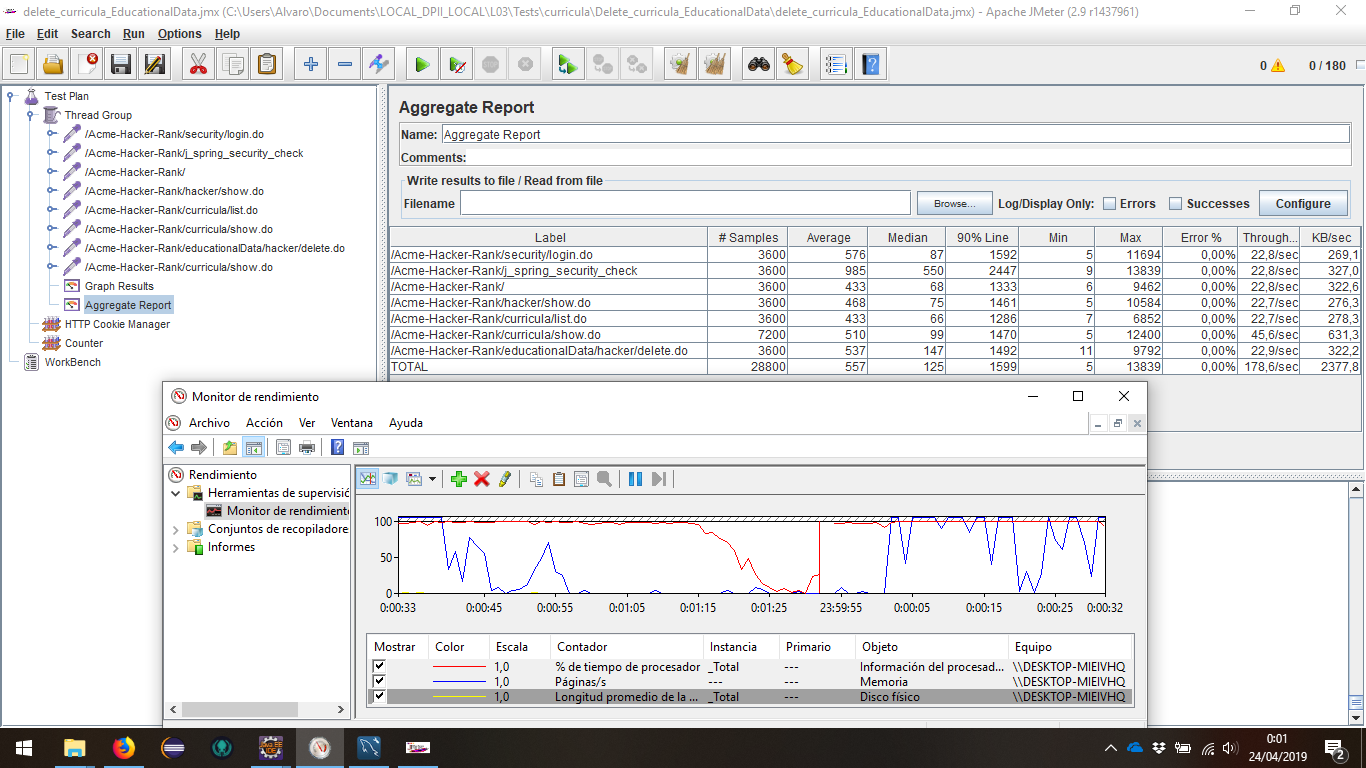 delete_curricula_EducationalData.jmx (C:\Users\Alvaro\Documents\LOCAL_DPII_LOCAL\L03\Tests\curricula\Delete_curricula_EducationalData\delete_curricula_EducationalData.jmx) - Apache JMeter (2.9 r1437961)
File Edit Search Run Options Help
0 0 / 180
Test Plan
Thread Group
/Acme-Hacker-Rank/security/login.do
/Acme-Hacker-Rank/j_spring_security_check
/Acme-Hacker-Rank/
/Acme-Hacker-Rank/hacker/show.do
/Acme-Hacker-Rank/curricula/list.do
/Acme-Hacker-Rank/curricula/show.do
/Acme-Hacker-Rank/educationalData/hacker/delete.do
/Acme-Hacker-Rank/curricula/show.do
Graph Results
Aggregate Report
HTTP Cookie Manager
Counter
WorkBench
Aggregate Report
Name: Aggregate Report
Comments:
Write results to file / Read from file
Filename Browse... Log/Display Only: Errors Successes Configure
Label # Samples Average Median 90% Line Min Max Error % Through... KB/sec
/Acme-Hacker-Rank/security/login.do 3600 576 87 1592 5 11694 0,00% 22,8/sec 269,1
/Acme-Hacker-Rank/j_spring_security_check 3600 985 550 2447 9 13839 0,00% 22,8/sec 327,0
/Acme-Hacker-Rank/ 3600 433 68 1333 6 9462 0,00% 22,8/sec 322,6
/Acme-Hacker-Rank/hacker/show.do 3600 468 75 1461 5 10584 0,00% 22,7/sec 276,3
/Acme-Hacker-Rank/curricula/list.do 3600 433 66 1286 7 6852 0,00% 22,7/sec 278,3
/Acme-Hacker-Rank/curricula/show.do 7200 510 99 1470 5 12400 0,00% 45,6/sec 631,3
/Acme-Hacker-Rank/educationalData/hacker/delete.do 3600 537 147 1492 11 9792 0,00% 22,9/sec 322,2
TOTAL 28800 557 125 1599 5 13839 0,00% 178,6/sec 2377,8
Monitor de rendimiento
Archivo Acción Ver Ventana Ayuda
Rendimiento
Herramientas de supervisió
Monitor de rendimiento
Conjuntos de recopiladore
Informes
100
50
0
0:00:33 0:00:45 0:00:55 0:01:05 0:01:15 0:01:25 23:59:55 0:00:05 0:00:15 0:00:25 0:00:32
Mostrar Color Escala Contador Instancia Primario Objeto Equipo
1,0 % de tiempo de procesador _Total --- Información del procesad... \\DESKTOP-MIEIVHQ
1,0 Páginas/s --- --- Memoria \\DESKTOP-MIEIVHQ
1,0 Longitud promedio de la ... _Total --- Disco físico \\DESKTOP-MIEIVHQ
0:01
24/04/2019
2